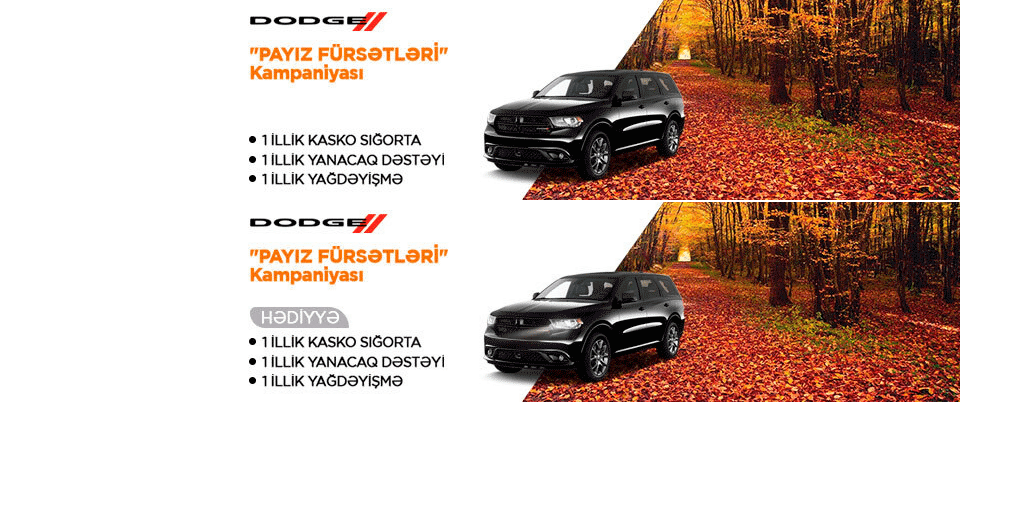 DODGE
"PAYIZ FÜRSƏTLƏRİ"
Kampaniyası
• 1 İLLİK KASKO SIĞORTA
• 1 İLLİK YANACAQ DƏSTƏYİ
• 1 İLLİK YAĞDƏYİŞMƏ
DODGE
"PAYIZ FÜRSƏTLƏRİ"
Kampaniyası
HƏDİYYƏ
• 1 İLLİK KASKO SIĞORTA
• 1 İLLİK YANACAQ DƏSTƏYİ
• 1 İLLİK YAĞDƏYİŞMƏ